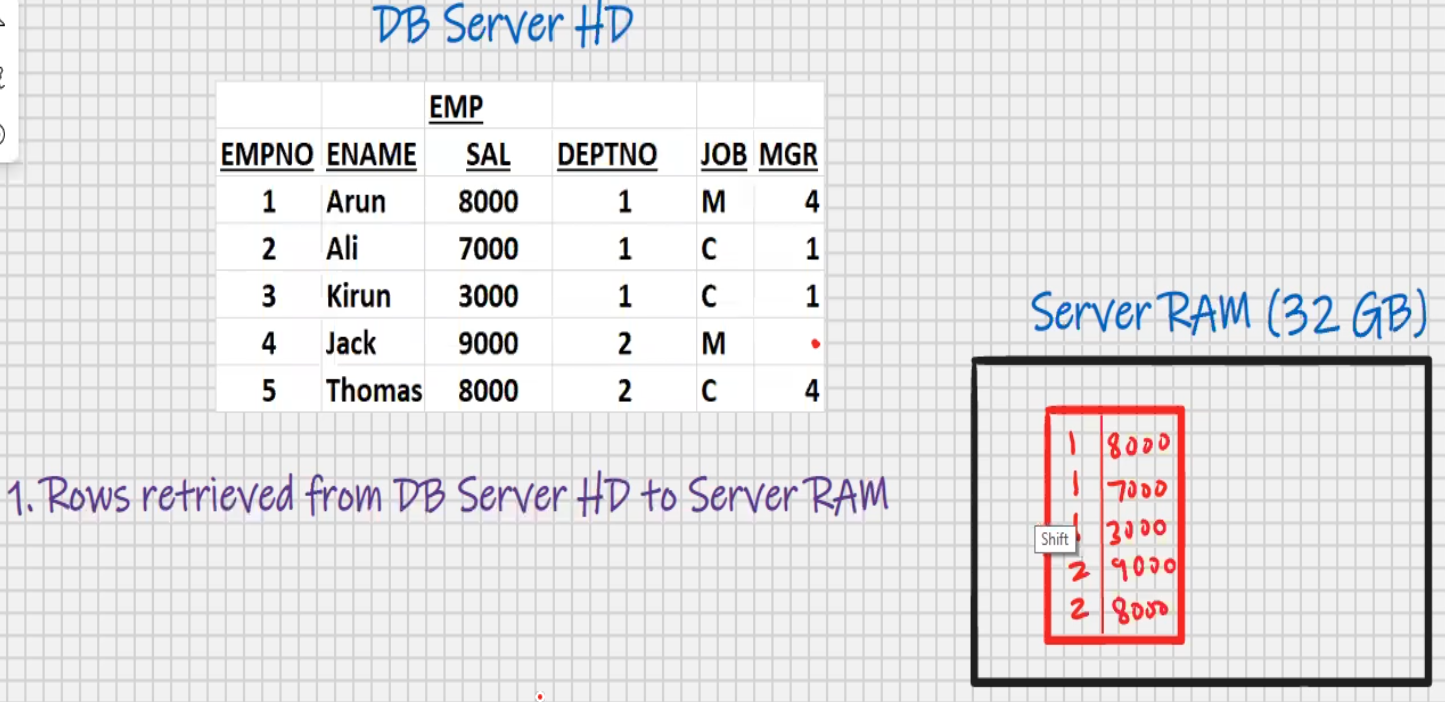 DB Server HD
EMP
EMPNO ENAME SAL DEPTNO JOB MGR
1 Arun 8000 1 M 4
2 Ali 7000 1 C 1
3 Kirun 3000 1 C 1
4 Jack 9000 2 M
5 Thomas 8000 2 C 4
1. Rows retrieved from DB Server HD to Server RAM
Server RAM (32 GB)
1 8000
1 7000
3000
Shift
2 9000
2 8000